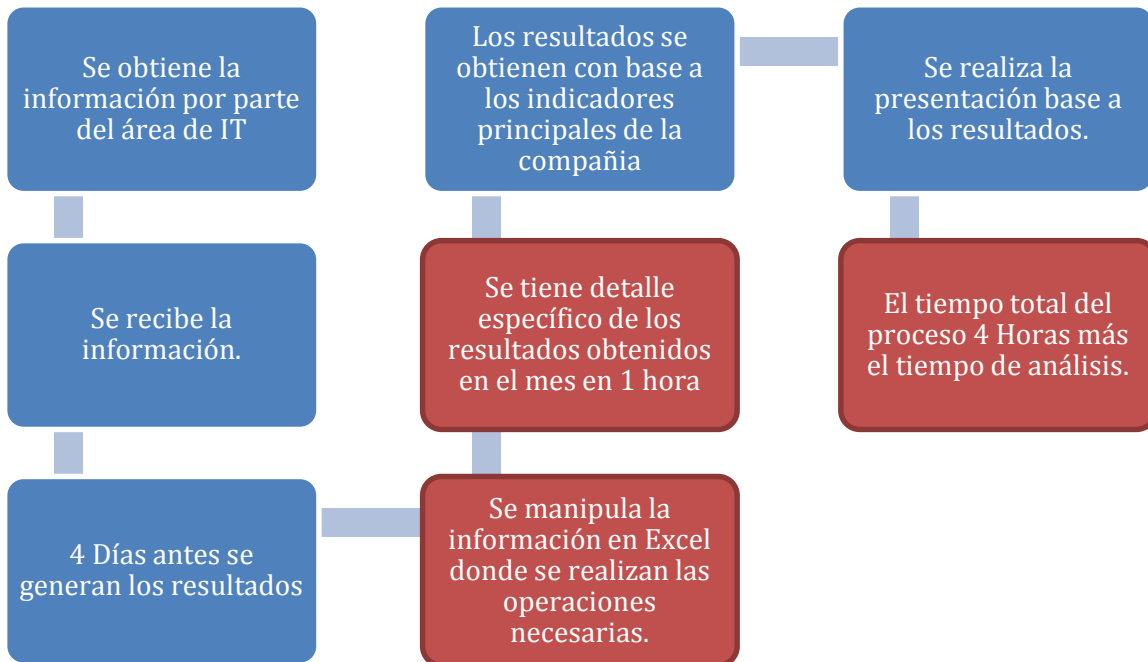 Se obtiene la
información por parte
del área de IT
Se recibe la
información.
4 Días antes se
generan los resultados
Se manipula la
información en Excel
donde se realizan las
operaciones
necesarias.
Se tiene detalle
específico de los
resultados obtenidos
en el mes en 1 hora
Los resultados se
obtienen con base a
los indicadores
principales de la
compañia
Se realiza la
presentación base a
los resultados.
El tiempo total del
proceso 4 Horas más
el tiempo de análisis.